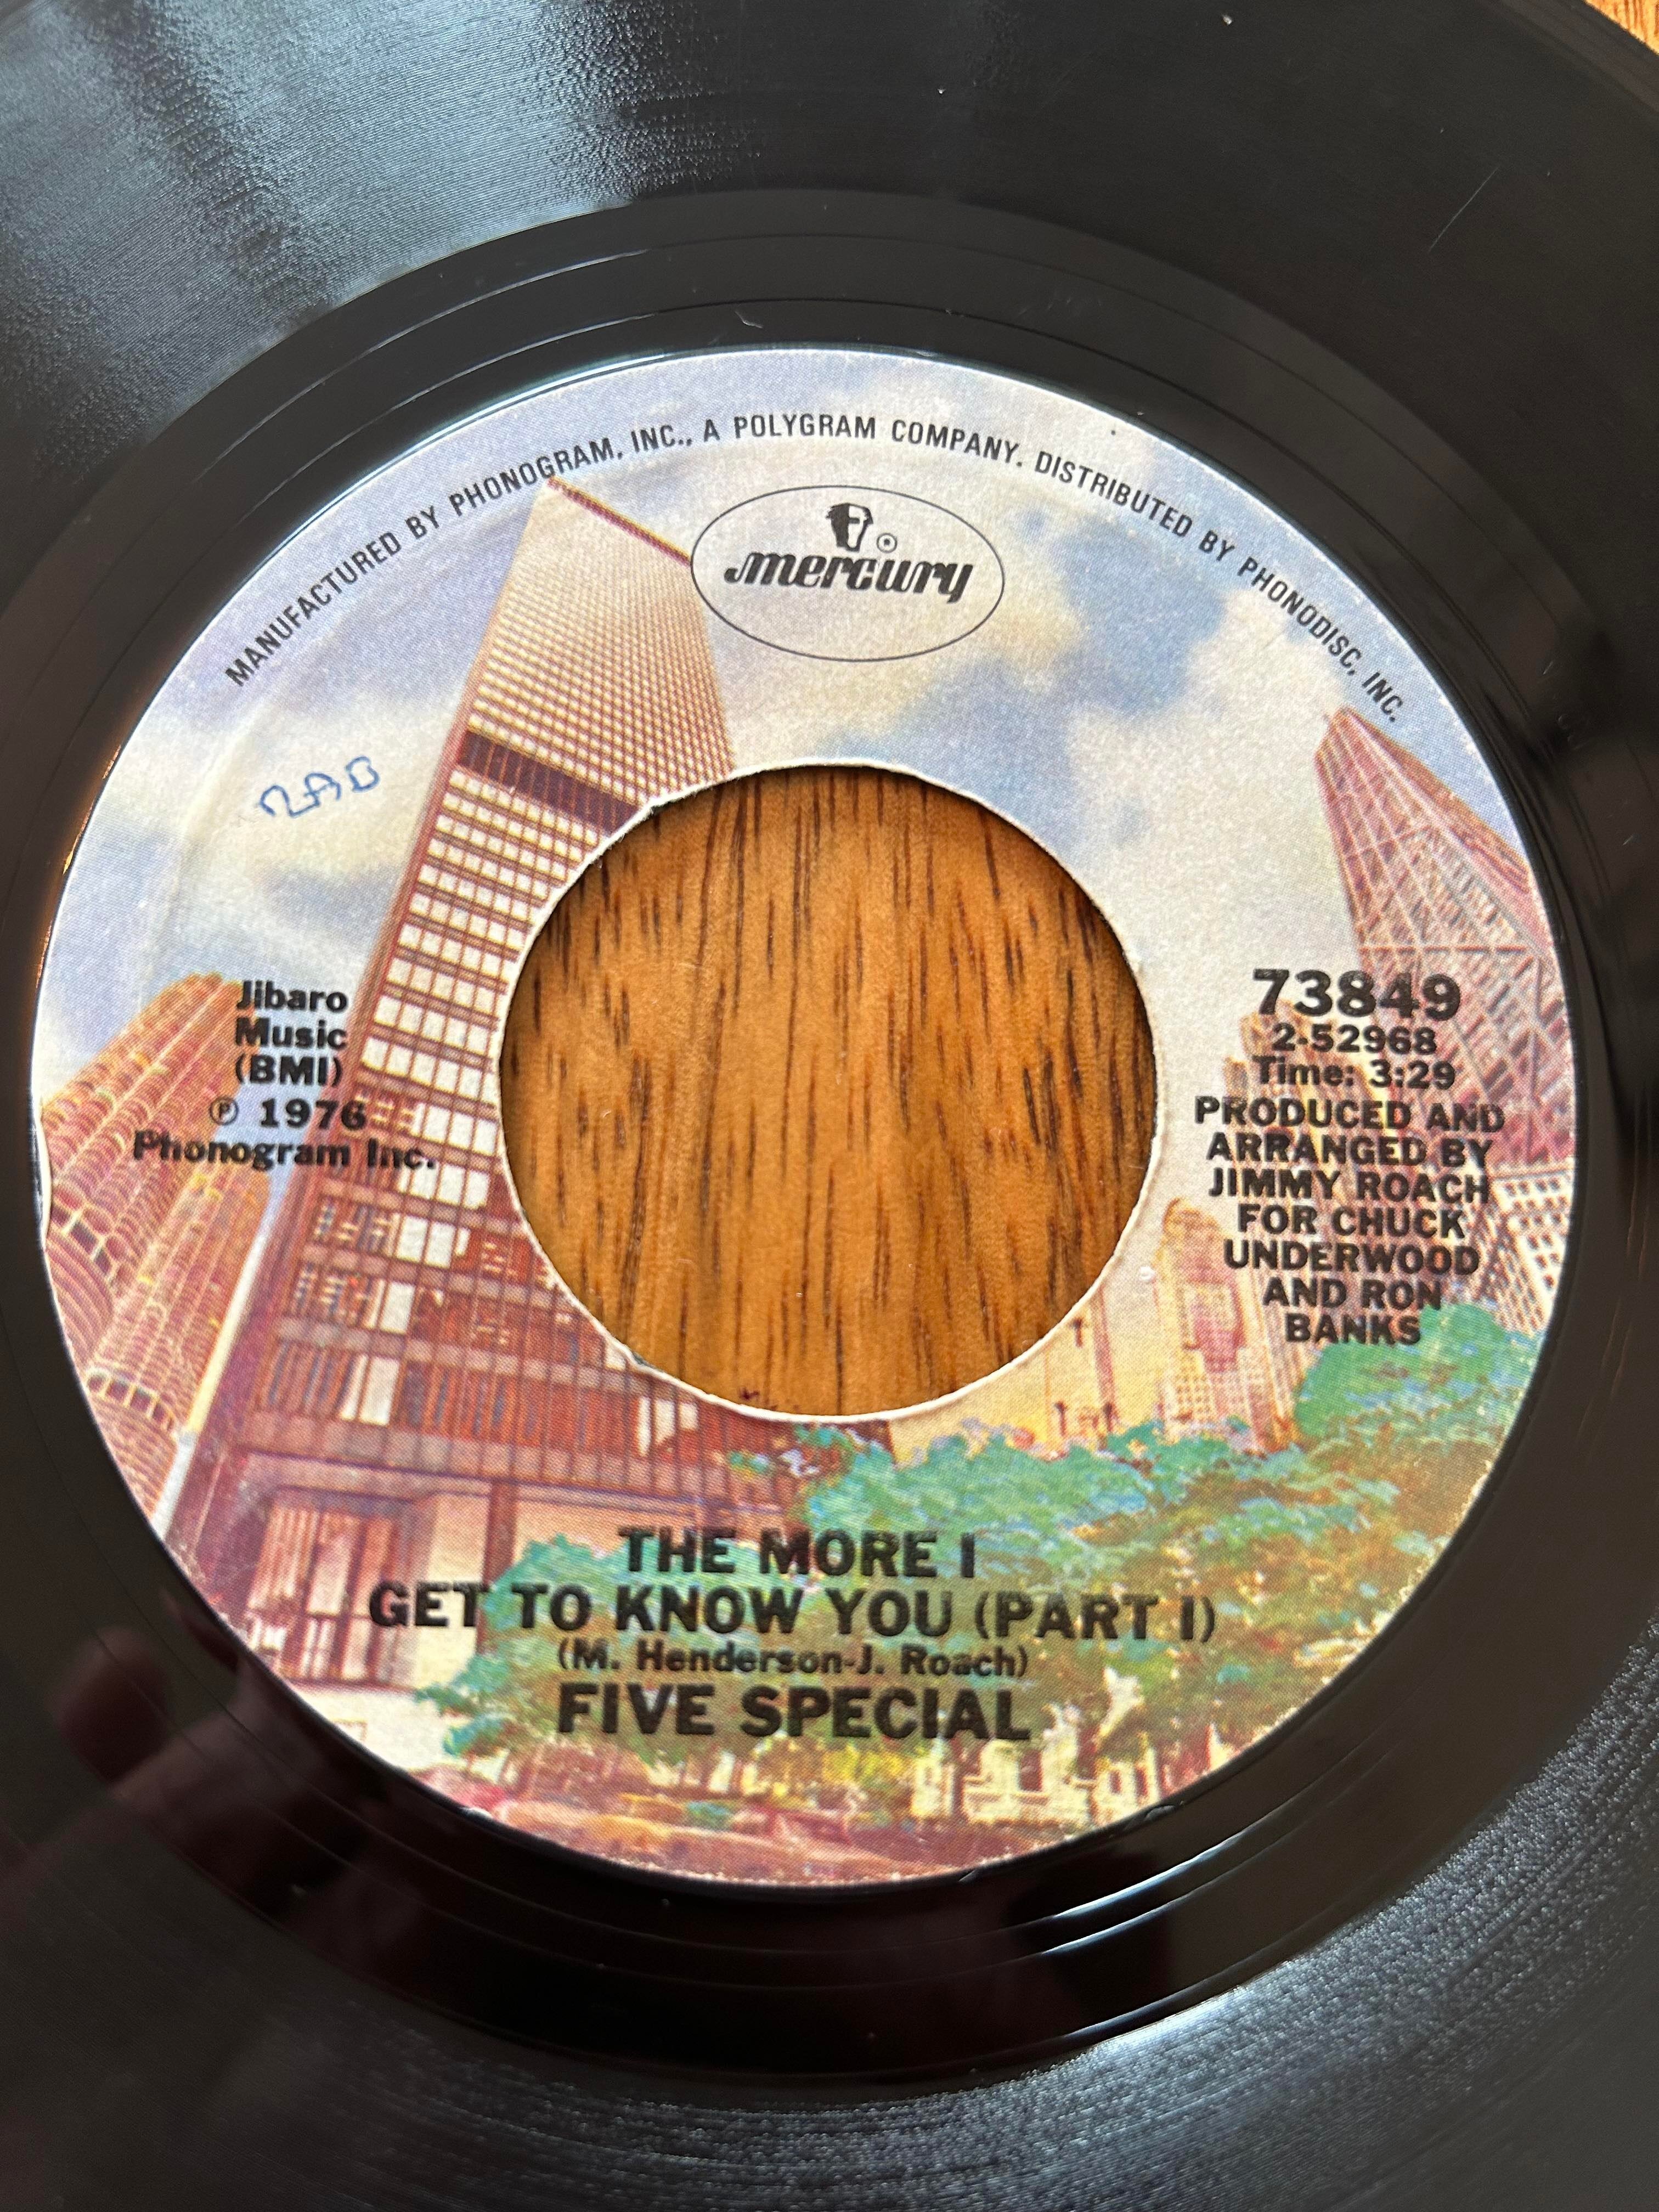 MANUFACTURED BY PHONOGRAM, INC., A POLYGRAM COMPANY. DISTRIBUTED BY PHONODISC, INC.
mercury
Jibaro
Music
(BMI)
℗ 1976
Phonogram Inc.
73849
2-52968
Time: 3:29
PRODUCED AND
ARRANGED BY
JIMMY ROACH
FOR CHUCK
UNDERWOOD
AND RON
BANKS
THE MORE I
GET TO KNOW YOU (PART I)
(M. Henderson-J. Roach)
FIVE SPECIAL